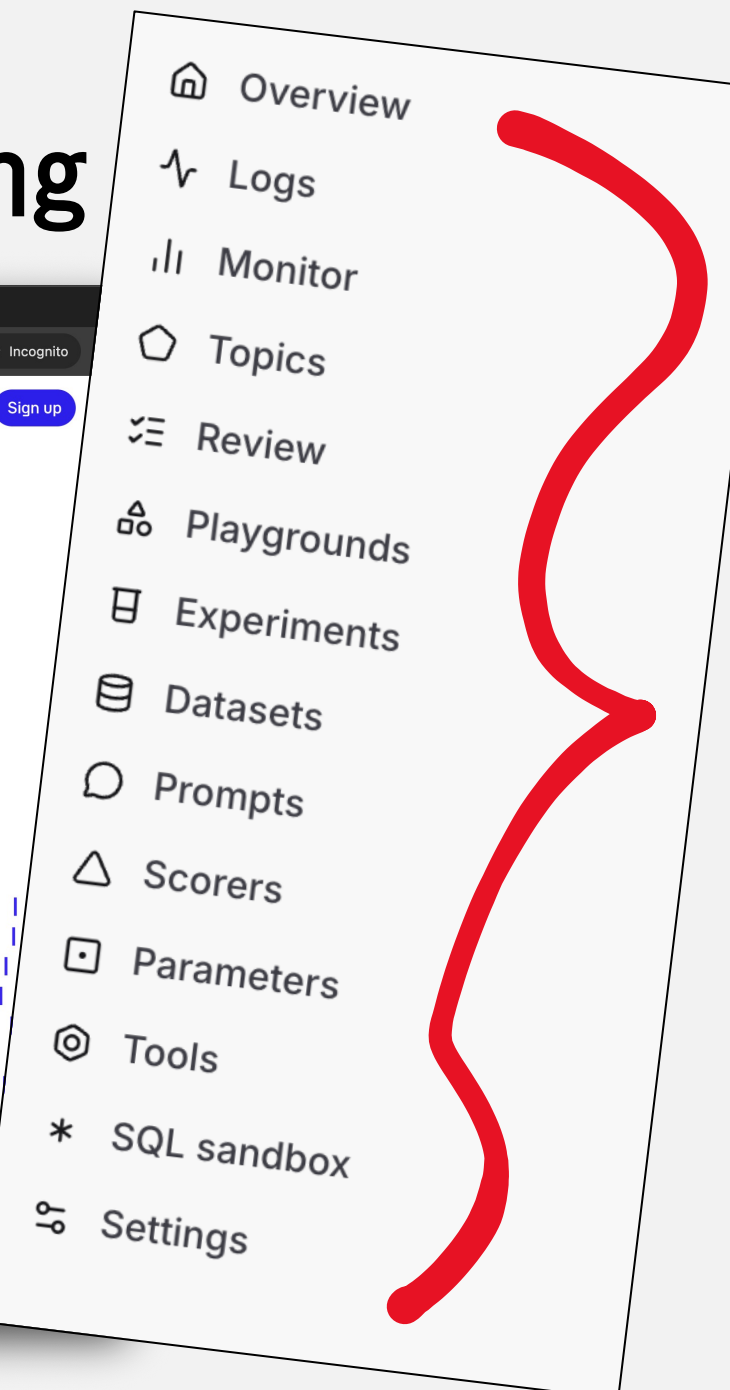 ng
Incognito
Sign up
Overview
Logs
Monitor
Topics
Review
Playgrounds
Experiments
Datasets
Prompts
Scorers
Parameters
Tools
SQL sandbox
Settings